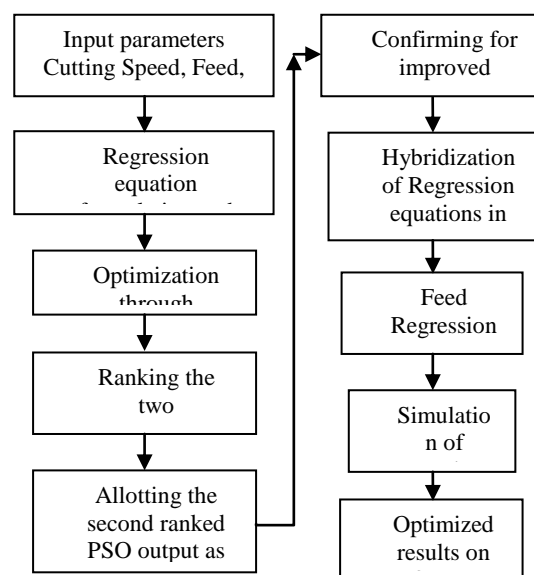 Input parameters
Cutting Speed, Feed,
Regression
equation
Optimization
through
Ranking the
two
Allotting the
second ranked
PSO output as
Confirming for
improved
Hybridization
of Regression
equations in
Feed
Regression
Simulatio
n of
Optimized
results on